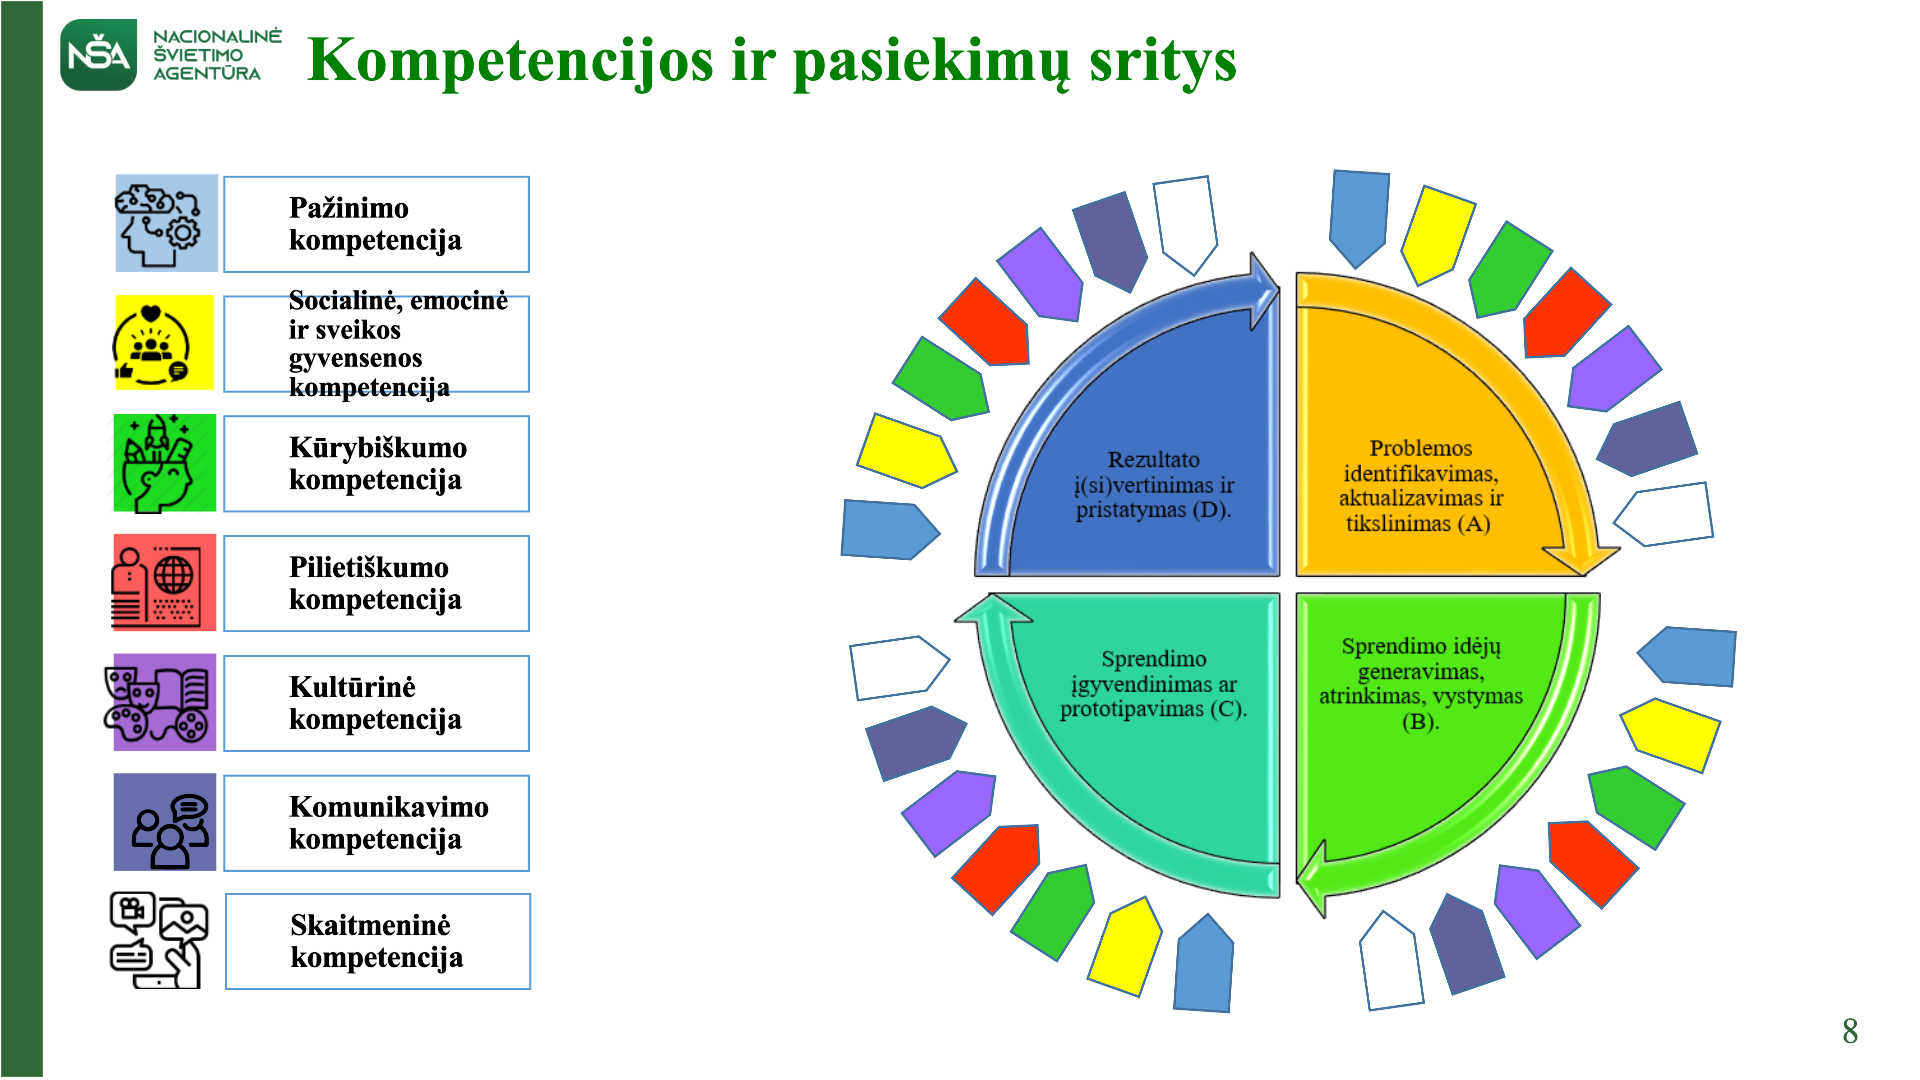 NŠA
NACIONALINĖ
ŠVIETIMO
AGENTŪRA
Kompetencijos ir pasiekimų sritys
Pažinimo
kompetencija
Socialinė, emocinė
ir sveikos
gyvensenos
kompetencija
Kūrybiškumo
kompetencija
Pilietiškumo
kompetencija
Kultūrinė
kompetencija
Komunikavimo
kompetencija
Skaitmeninė
kompetencija
Rezultato
į(si)vertinimas ir
pristatymas (D).
Problemos
identifikavimas,
aktualizavimas ir
tikslinimas (A)
Sprendimo
įgyvendinimas ar
prototipavimas (C).
Sprendimo idėjų
generavimas,
atrinkimas, vystymas
(B).
8